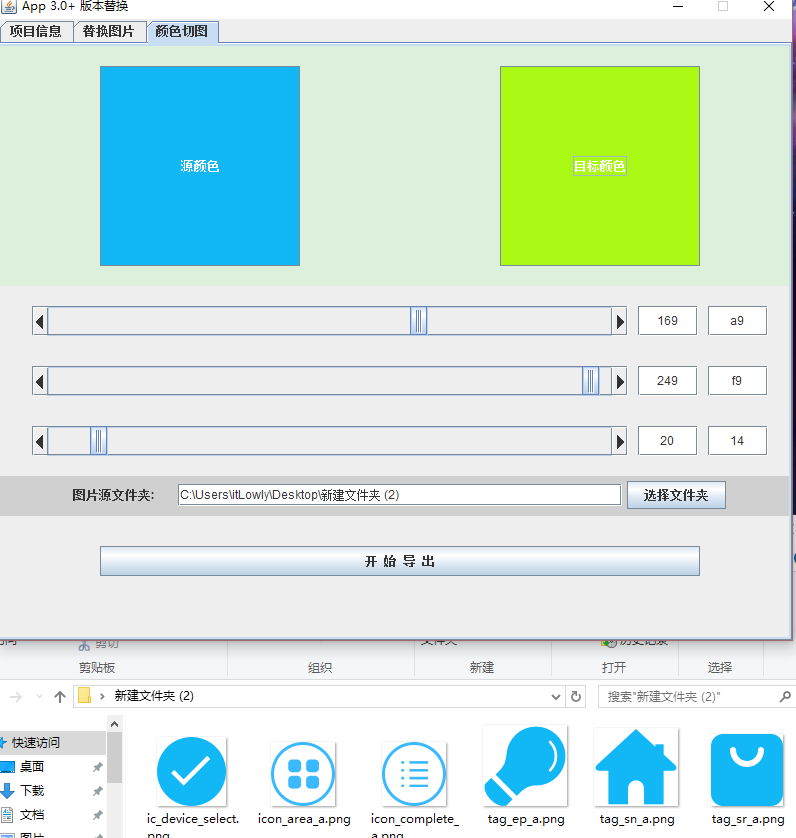 App 3.0+ 版本替换
项目信息 替换图片 颜色切图
源颜色 目标颜色
169 a9
249 f9
20 14
图片源文件夹: C:\Users\itLowly\Desktop\新建文件夹 (2) 选择文件夹
开 始 导 出
剪切 文件夹 历史记录
剪贴板 组织 新建 打开 选择
新建文件夹 (2) 搜索"新建文件夹 (2)"
快速访问
桌面
下载
文档
图片
ic_device_select.
png
icon_area_a.png
icon_complete_
a.png
tag_ep_a.png
tag_sn_a.png
tag_sr_a.png